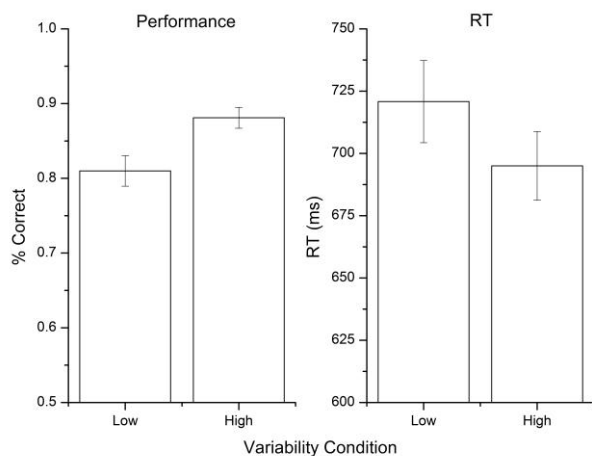 Performance
% Correct
1.0
0.9
0.8
0.7
0.6
0.5
Low
High
RT
RT (ms)
750
725
700
675
650
625
600
Low
High
Variability Condition